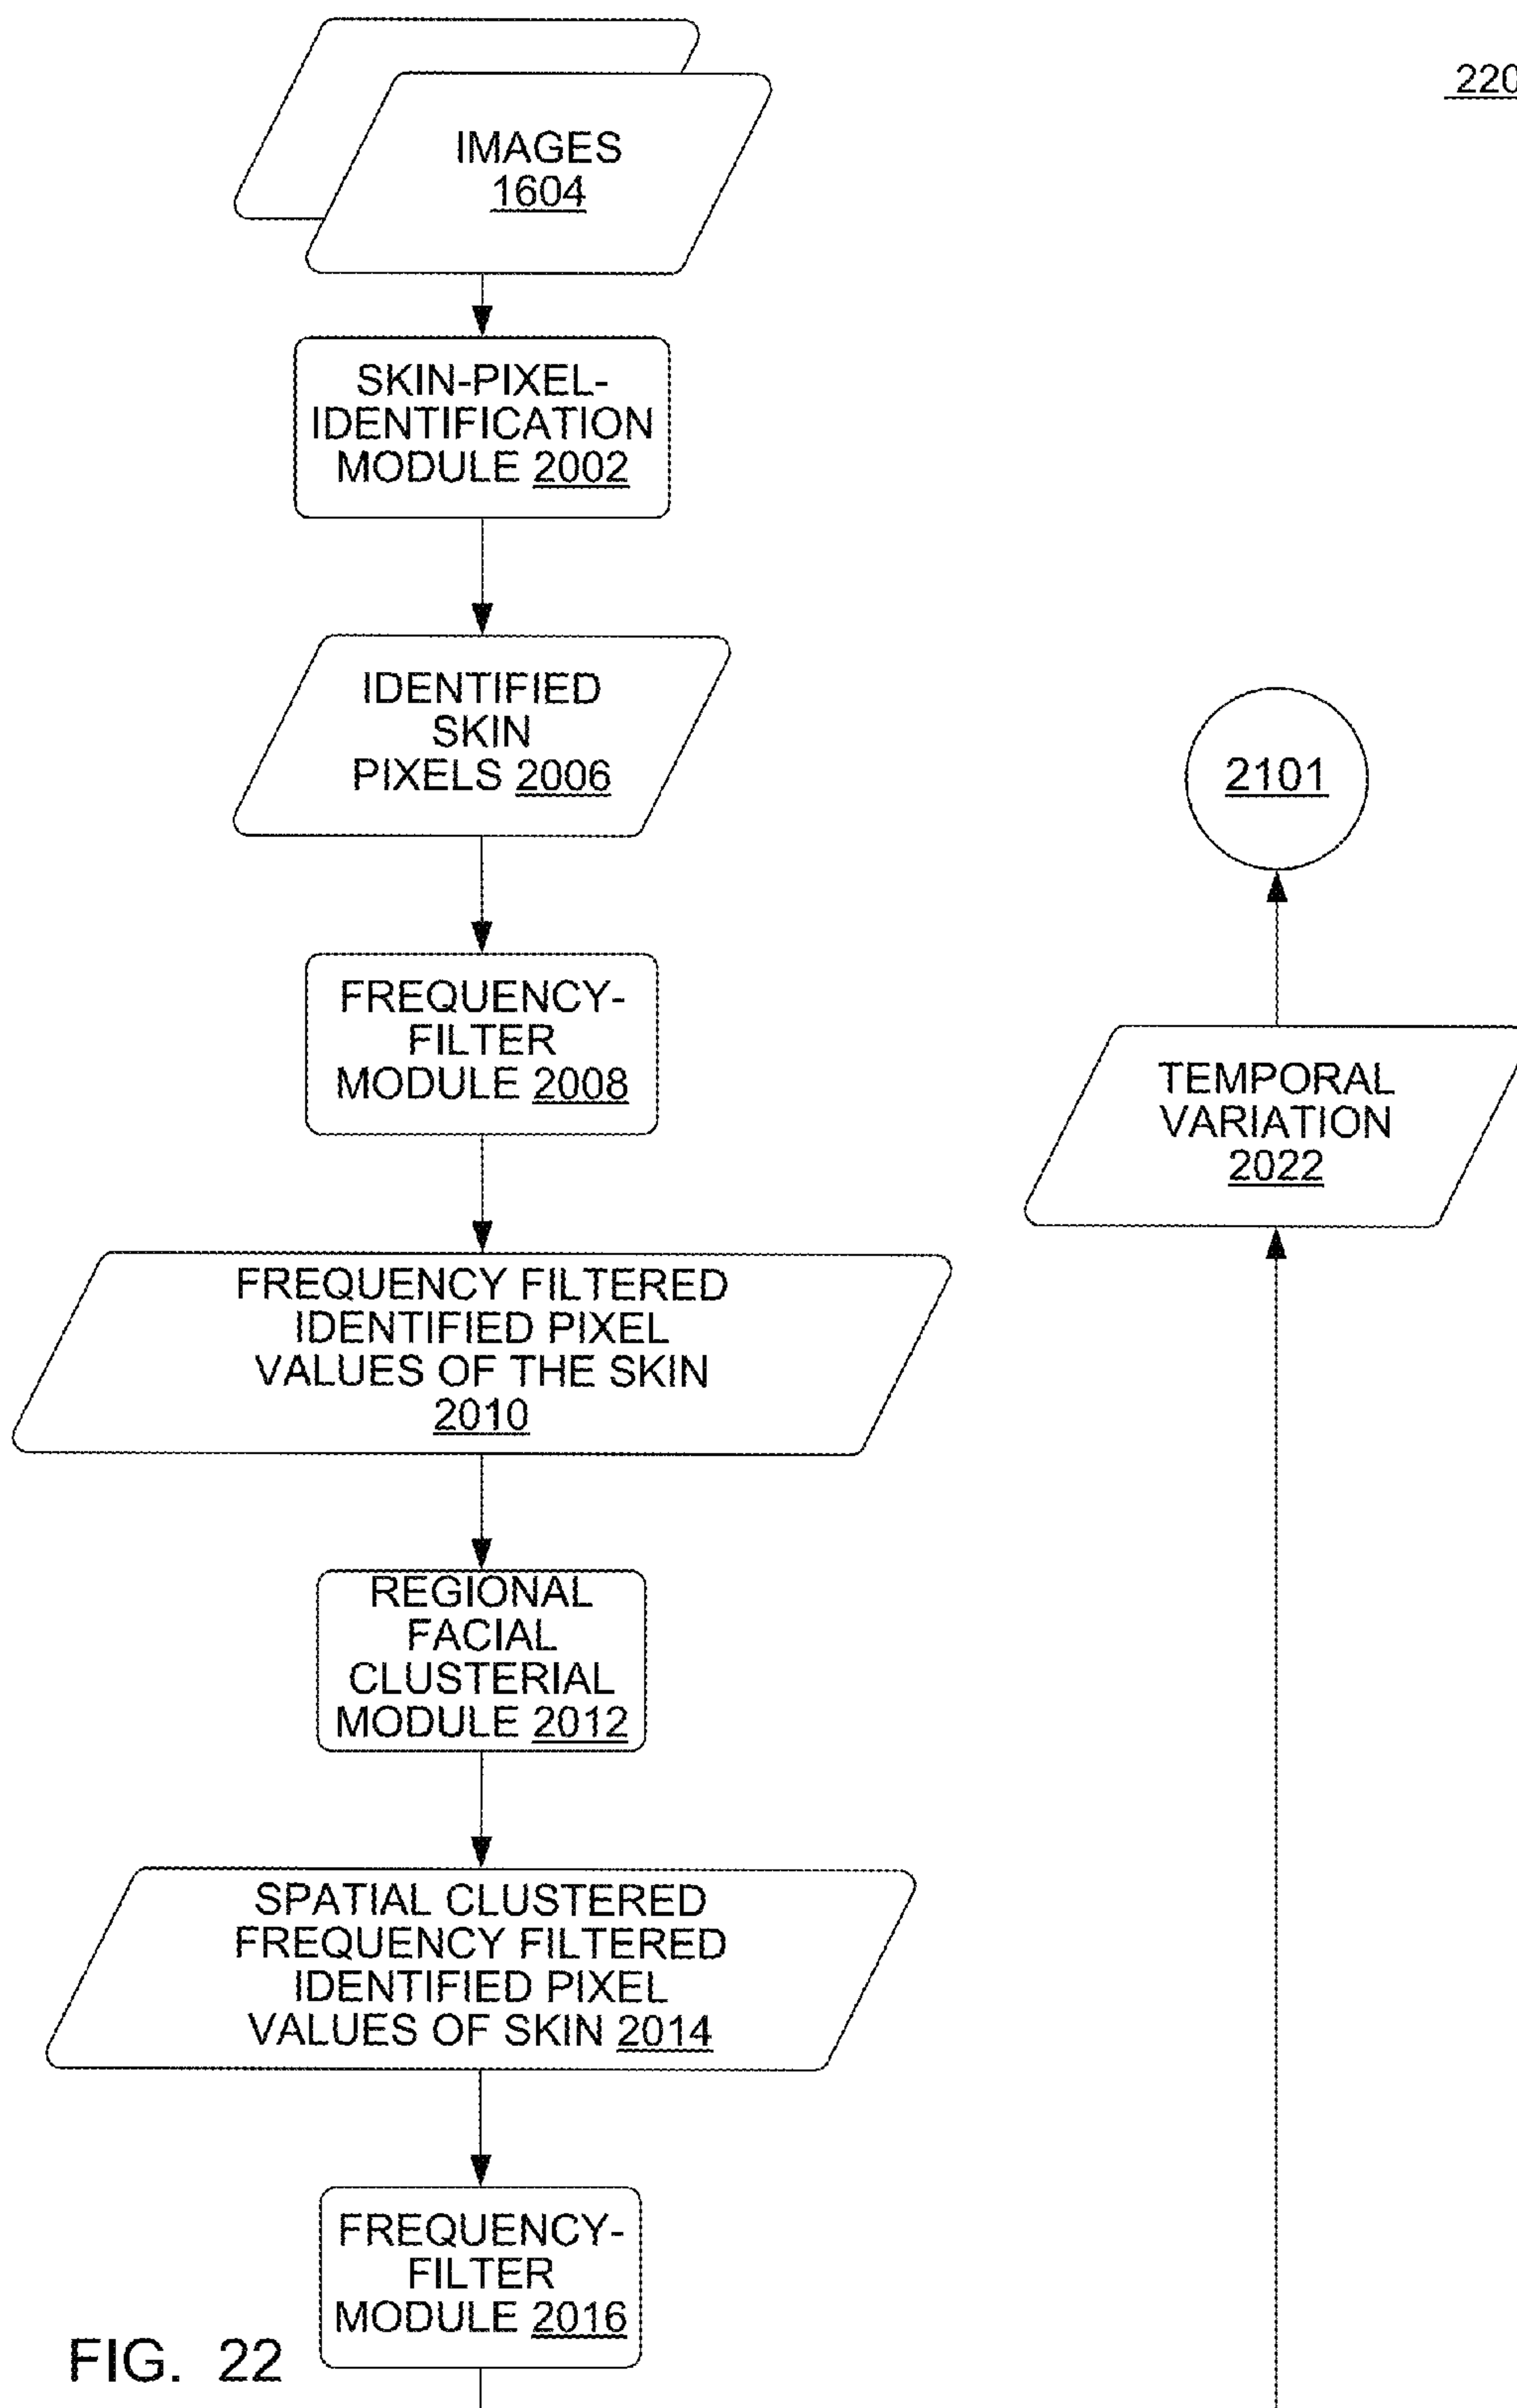 220
IMAGES
1604
SKIN-PIXEL-
IDENTIFICATION
MODULE 2002
IDENTIFIED
SKIN
PIXELS 2006
FREQUENCY-
FILTER
MODULE 2008
FREQUENCY FILTERED
IDENTIFIED PIXEL
VALUES OF THE SKIN
2010
REGIONAL
FACIAL
CLUSTERIAL
MODULE 2012
SPATIAL CLUSTERED
FREQUENCY FILTERED
IDENTIFIED PIXEL
VALUES OF SKIN 2014
FREQUENCY-
FILTER
MODULE 2016
2101
TEMPORAL
VARIATION
2022
FIG. 22